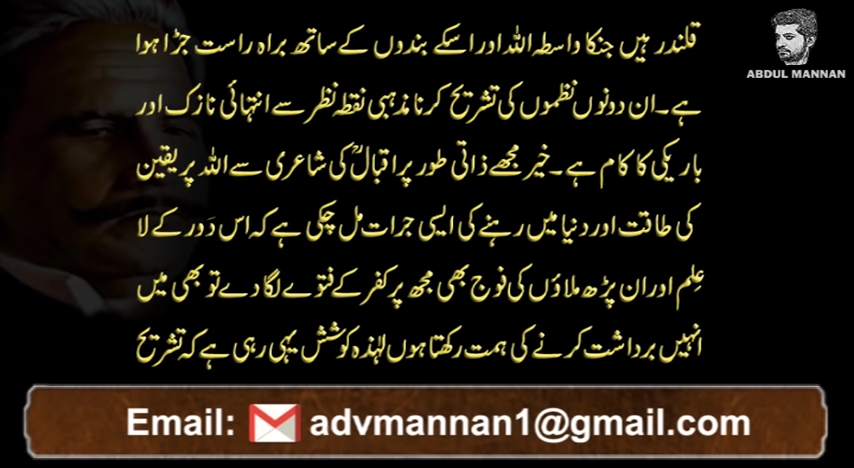 قلندر ہیں جنکا واسطہ اللہ اور اسکے بندوں کے ساتھ براہ راست جڑا ہوا
ABDUL MANNAN
ہے۔ ان دونوں نظموں کی تشریح کرنا مذہبی نقطہ نظر سے انتہائی نازک اور
باریکی کا کام ہے۔ خیر مجھے ذاتی طور پر اقبالؒ کی شاعری سے اللہ پر یقین
کی طاقت اور دنیا میں رہنے کی ایسی جرات مل چکی ہے کہ اس دَور کے لا
عِلم اور ان پڑھ ملاؤں کی فوج بھی مجھ پر کفر کے فتوے لگا دے تو بھی میں
انہیں برداشت کرنے کی ہمت رکھتا ہوں لہٰذہ کوشش یہی رہی ہے کہ تشریح
Email: advmannan1@gmail.com